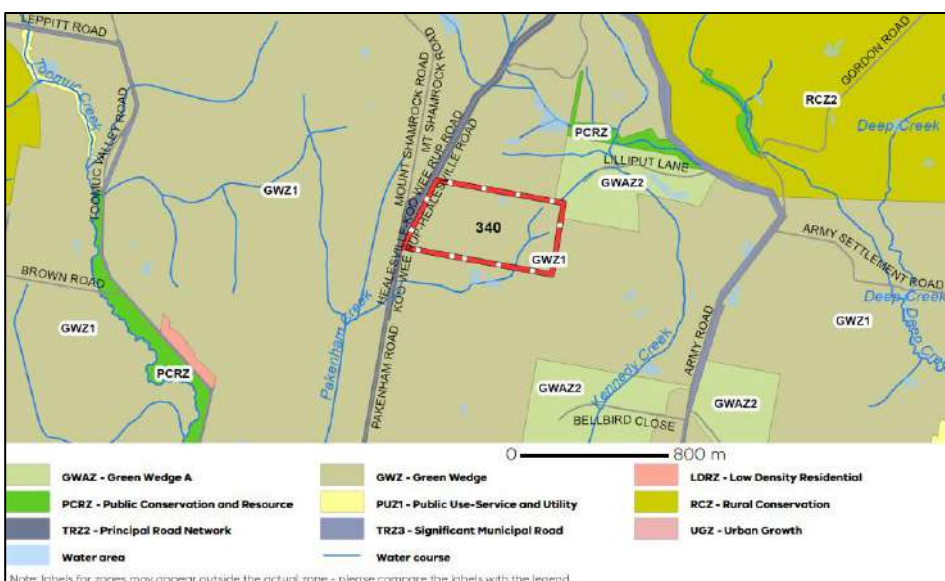 LEPPITT ROAD
Toomuc Creek
TOOMUC VALLEY ROAD
GWZ1
MOUNT SHAMROCK ROAD
MT SHAMROCK ROAD
HEALESVILLE-KOO WEE RUP ROAD
KOO WEE RUP-HEALESVILLE ROAD
PCRZ
LILLIPUT LANE
GWAZ2
RCZ2
GORDON ROAD
Deep Creek
340
GWZ1
ARMY SETTLEMENT ROAD
BROWN ROAD
GWZ1
PCRZ
Pakenham Creek
PAKENHAM ROAD
Kennedy Creek
ARMY ROAD
GWZ1
Deep Creek
Deep Creek
GWAZ2
GWAZ2
BELLBIRD CLOSE
0 800 m
GWAZ - Green Wedge A
GWZ - Green Wedge
LDRZ - Low Density Residential
PCRZ - Public Conservation and Resource
PUZ1 - Public Use-Service and Utility
RCZ - Rural Conservation
TRZ2 - Principal Road Network
TRZ3 - Significant Municipal Road
UGZ - Urban Growth
Water area
Water course
Note: labels for zones may appear outside the actual zone - please compare the labels with the legend